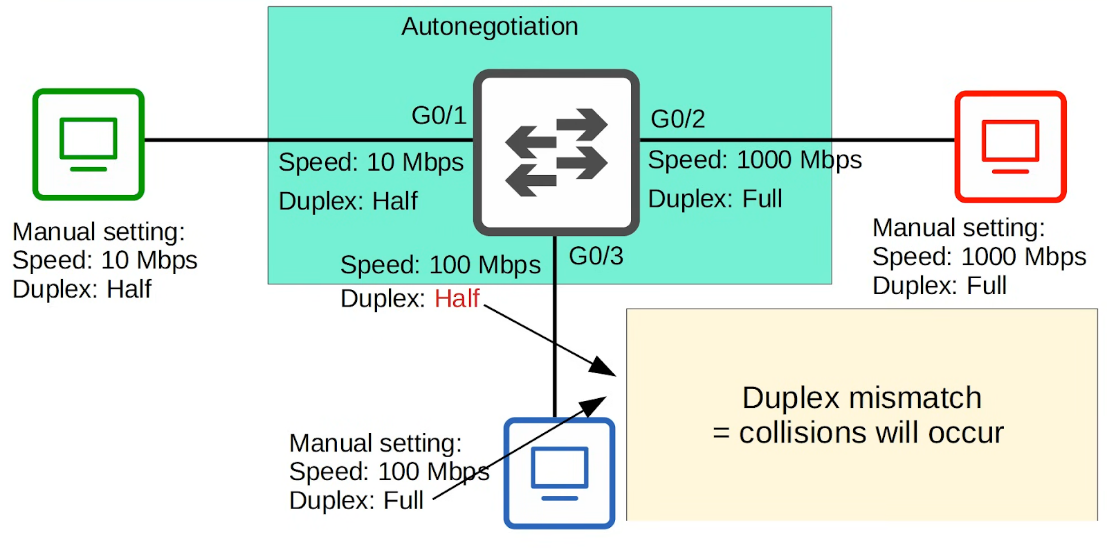 Autonegotiation
G0/1
G0/2
Speed: 10 Mbps
Duplex: Half
Speed: 1000 Mbps
Duplex: Full
Manual setting:
Speed: 10 Mbps
Duplex: Half
Manual setting:
Speed: 1000 Mbps
Duplex: Full
G0/3
Speed: 100 Mbps
Duplex: Half
Duplex mismatch
= collisions will occur
Manual setting:
Speed: 100 Mbps
Duplex: Full